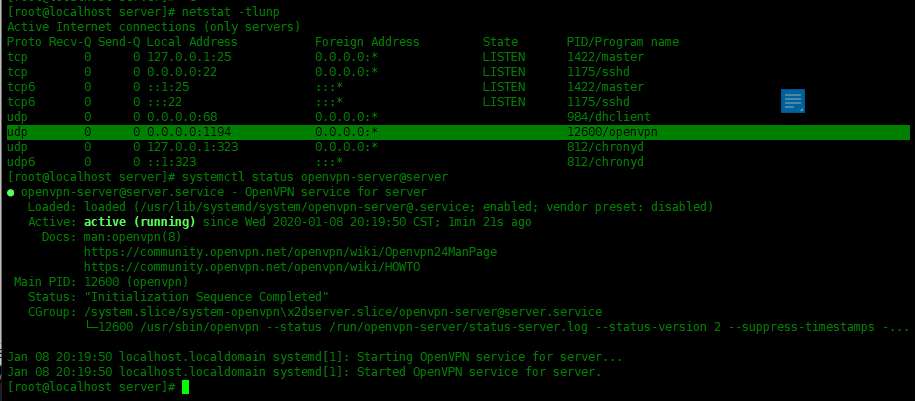 [root@localhost server]# netstat -tlunp
Active Internet connections (only servers)
Proto Recv-Q Send-Q Local Address           Foreign Address         State       PID/Program name
tcp        0      0 127.0.0.1:25            0.0.0.0:*               LISTEN      1422/master
tcp        0      0 0.0.0.0:22              0.0.0.0:*               LISTEN      1175/sshd
tcp6       0      0 ::1:25                  :::*                    LISTEN      1422/master
tcp6       0      0 :::22                   :::*                    LISTEN      1175/sshd
udp        0      0 0.0.0.0:68              0.0.0.0:*                           984/dhclient
udp        0      0 0.0.0.0:1194            0.0.0.0:*                           12600/openvpn
udp        0      0 127.0.0.1:323           0.0.0.0:*                           812/chronyd
udp6       0      0 ::1:323                 :::*                                812/chronyd
[root@localhost server]# systemctl status openvpn-server@server
● openvpn-server@server.service - OpenVPN service for server
   Loaded: loaded (/usr/lib/systemd/system/openvpn-server@.service; enabled; vendor preset: disabled)
   Active: active (running) since Wed 2020-01-08 20:19:50 CST; 1min 21s ago
     Docs: man:openvpn(8)
           https://community.openvpn.net/openvpn/wiki/Openvpn24ManPage
           https://community.openvpn.net/openvpn/wiki/HOWTO
 Main PID: 12600 (openvpn)
   Status: "Initialization Sequence Completed"
   CGroup: /system.slice/system-openvpn\x2dserver.slice/openvpn-server@server.service
           └─12600 /usr/sbin/openvpn --status /run/openvpn-server/status-server.log --status-version 2 --suppress-timestamps -...
Jan 08 20:19:50 localhost.localdomain systemd[1]: Starting OpenVPN service for server...
Jan 08 20:19:50 localhost.localdomain systemd[1]: Started OpenVPN service for server.
[root@localhost server]#